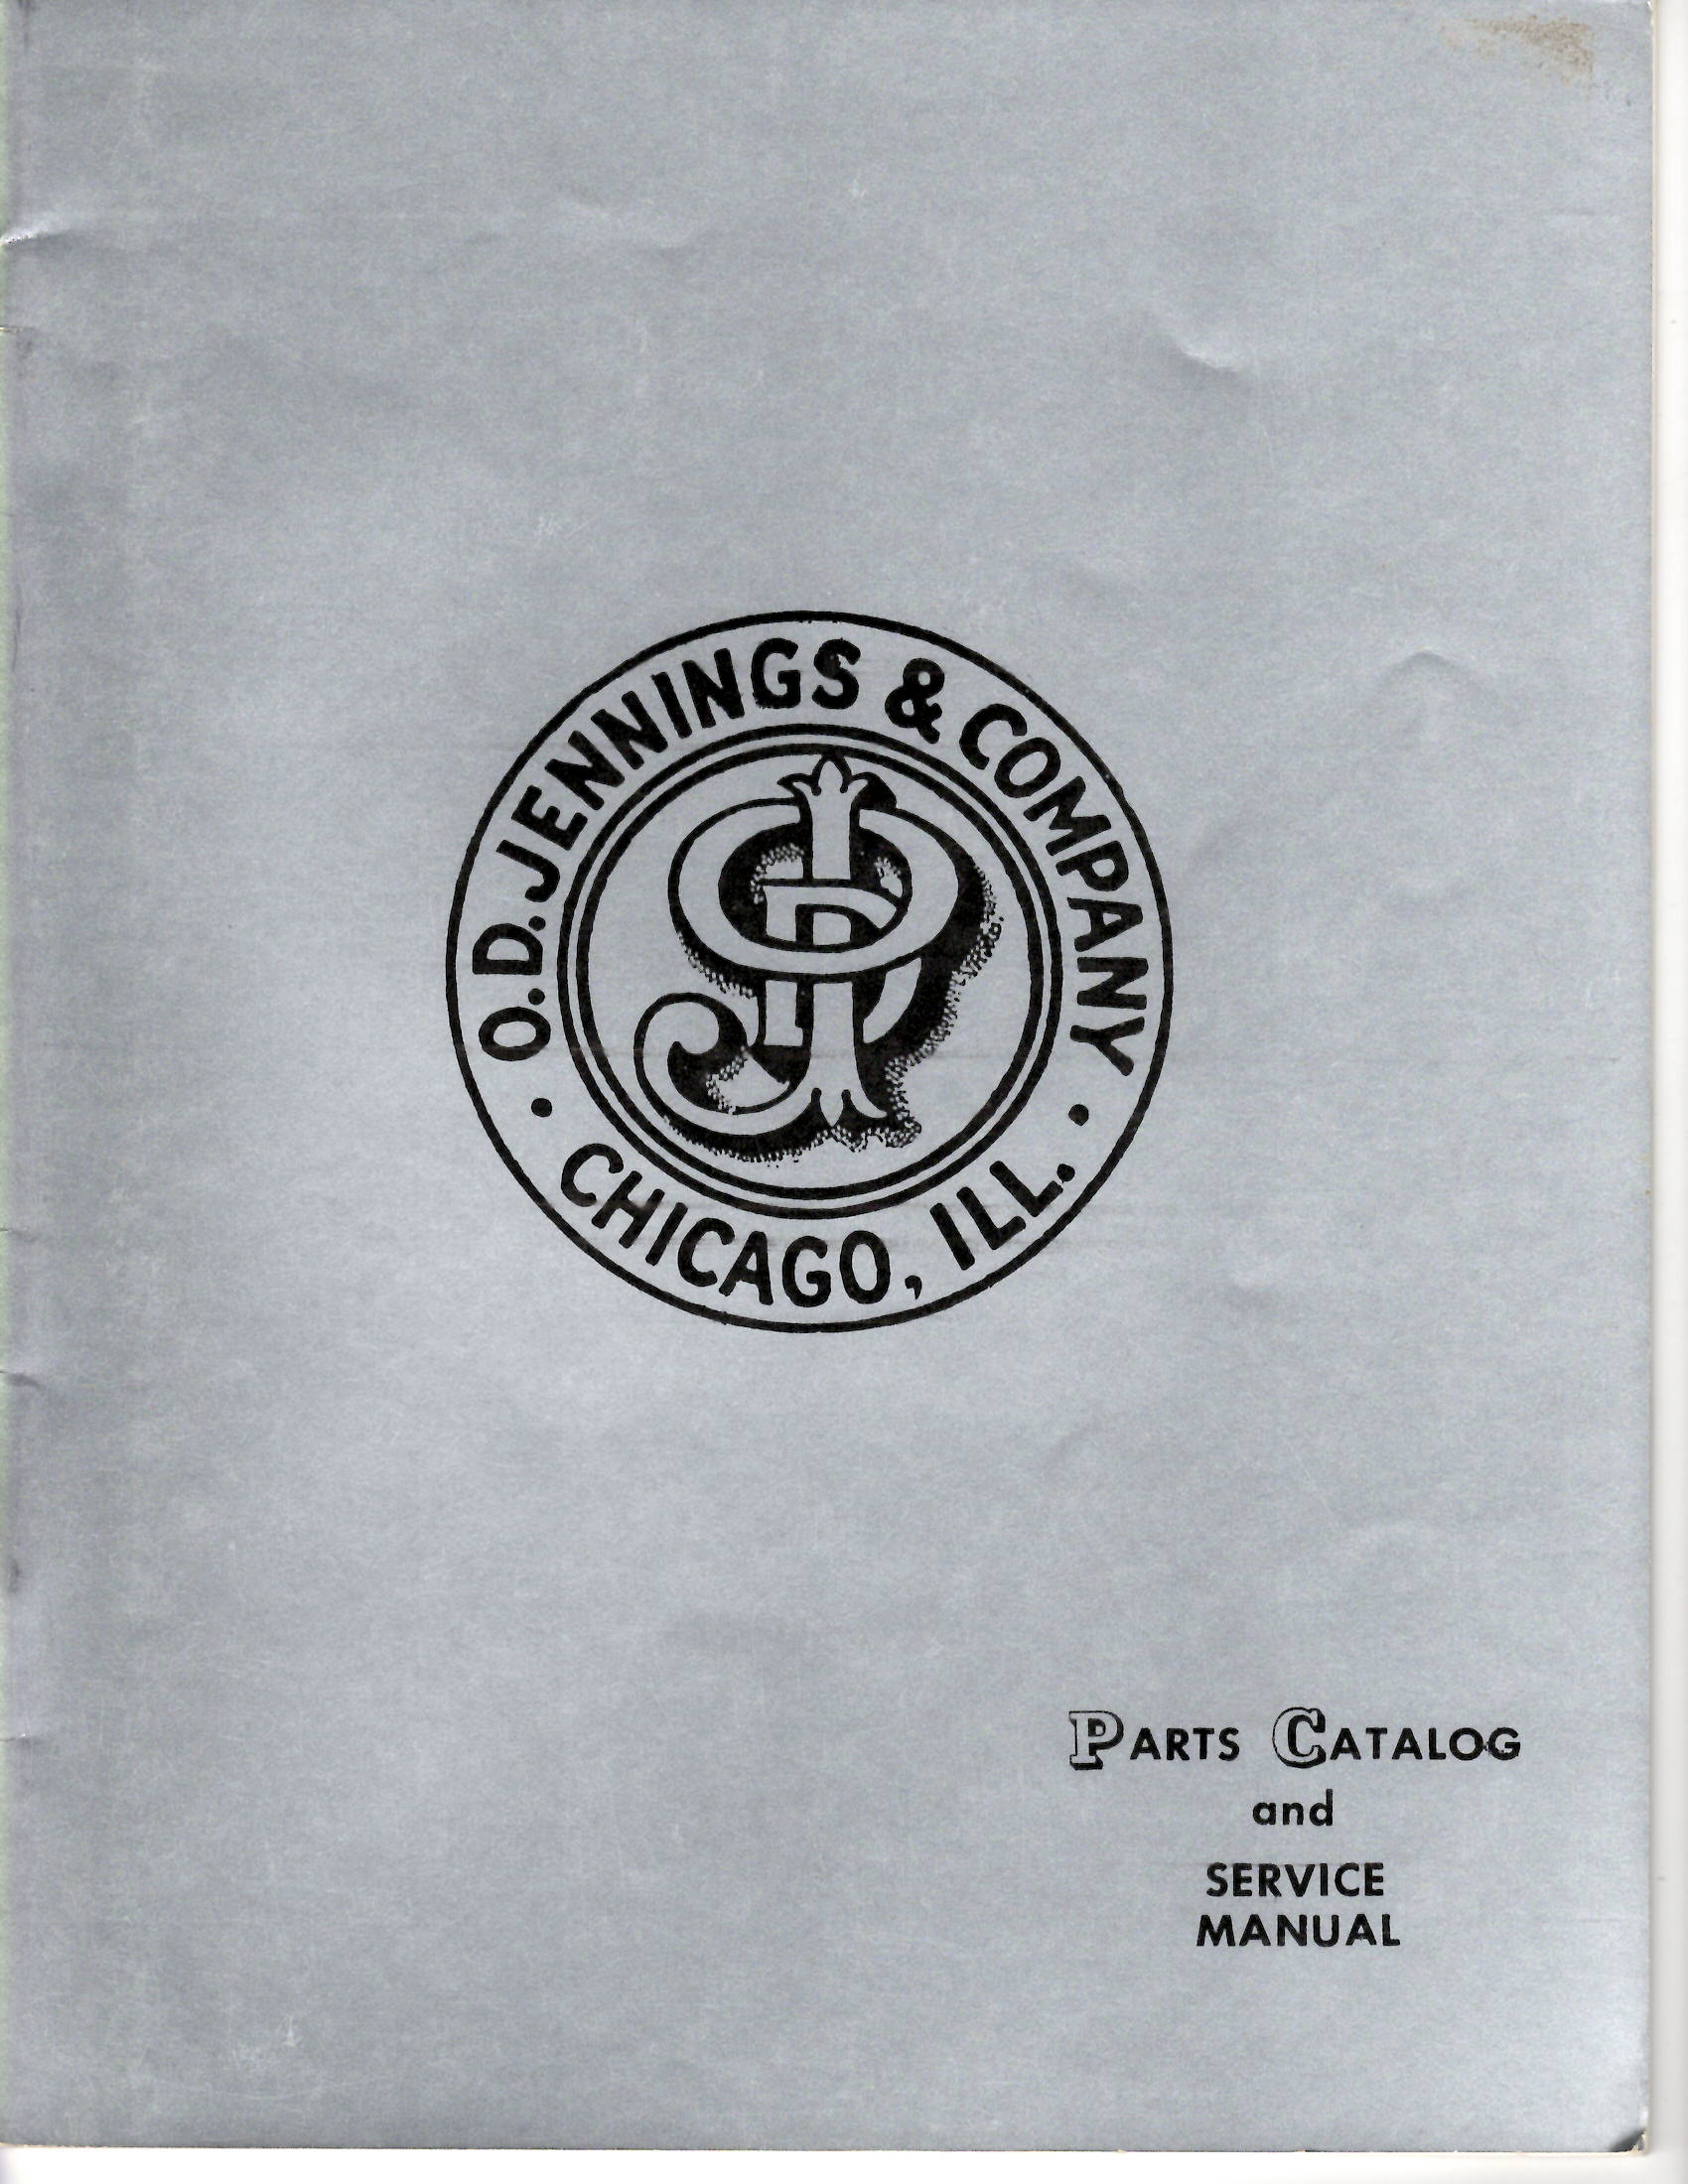 O.D. JENNINGS & COMPANY
• CHICAGO, ILL. •
PARTS CATALOG
and
SERVICE
MANUAL